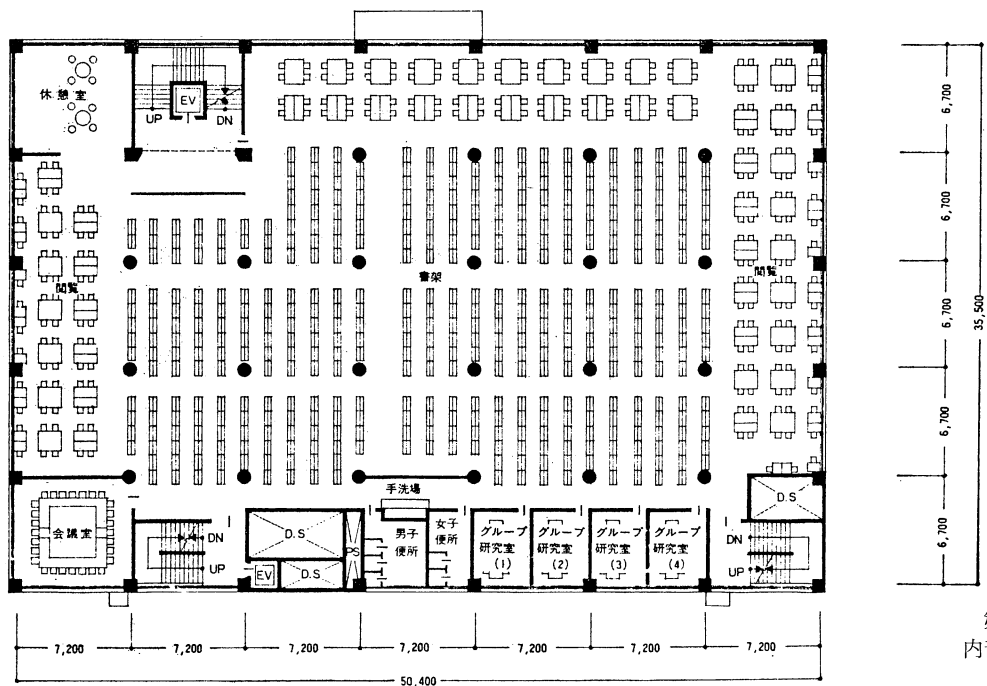 休憩室
EV
UP
DN
閲覧
書架
閲覧
手洗場
会議室
DN
UP
D.S
EV
D.S
PS
男子
便所
女子
便所
グループ
研究室
(1)
グループ
研究室
(2)
グループ
研究室
(3)
グループ
研究室
(4)
D.S
DN
UP
6,700
6,700
6,700
6,700
6,700
35,500
7,200
7,200
7,200
7,200
7,200
7,200
7,200
50,400
内